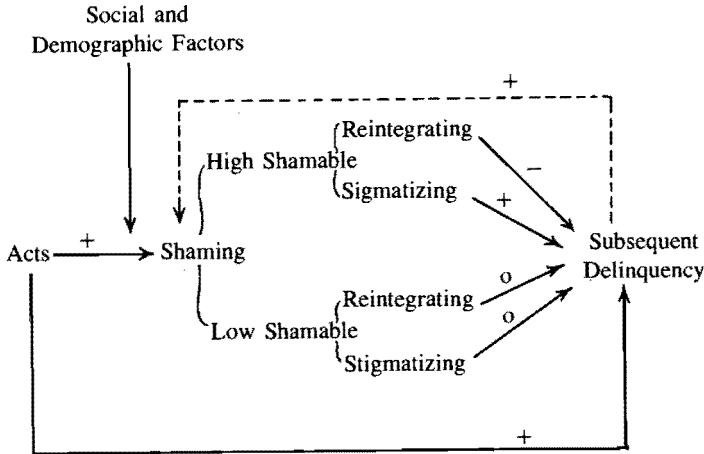 Social and
Demographic Factors
+
Reintegrating
High Shamable
−
Sigmatizing
+
Acts
+
Shaming
Subsequent
Delinquency
Reintegrating
o
Low Shamable
o
Stigmatizing
+